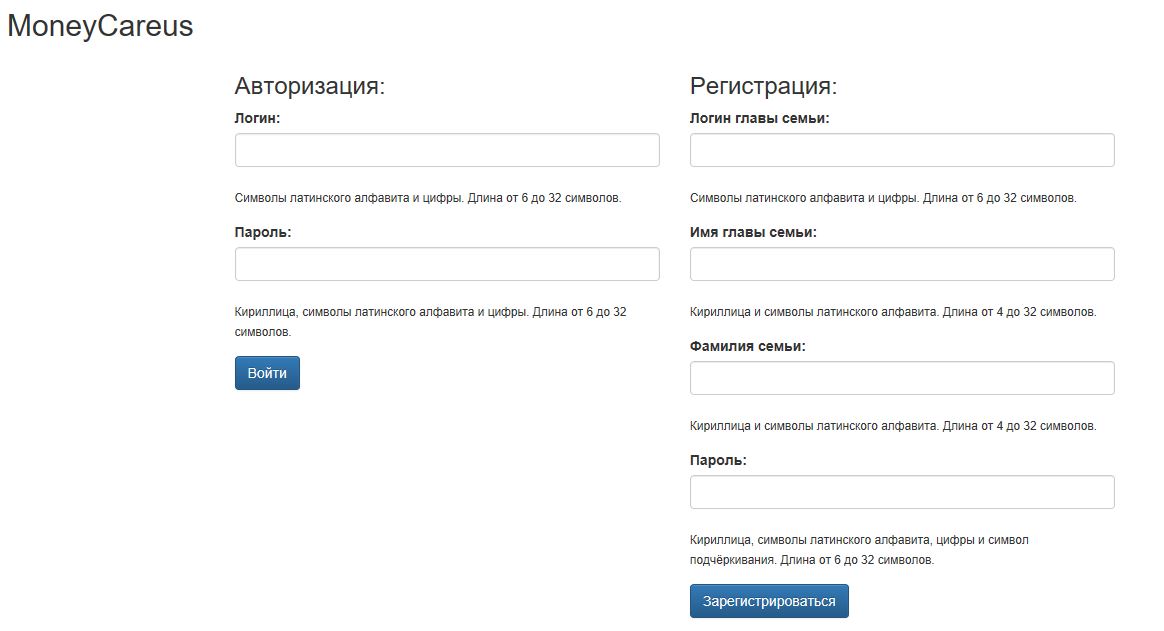 MoneyCareus
Авторизация:
Логин:
Символы латинского алфавита и цифры. Длина от 6 до 32 символов.
Пароль:
Кириллица, символы латинского алфавита и цифры. Длина от 6 до 32
символов.
Войти
Регистрация:
Логин главы семьи:
Символы латинского алфавита и цифры. Длина от 6 до 32 символов.
Имя главы семьи:
Кириллица и символы латинского алфавита. Длина от 4 до 32 символов.
Фамилия семьи:
Кириллица и символы латинского алфавита. Длина от 4 до 32 символов.
Пароль:
Кириллица, символы латинского алфавита, цифры и символ
подчёркивания. Длина от 6 до 32 символов.
Зарегистрироваться